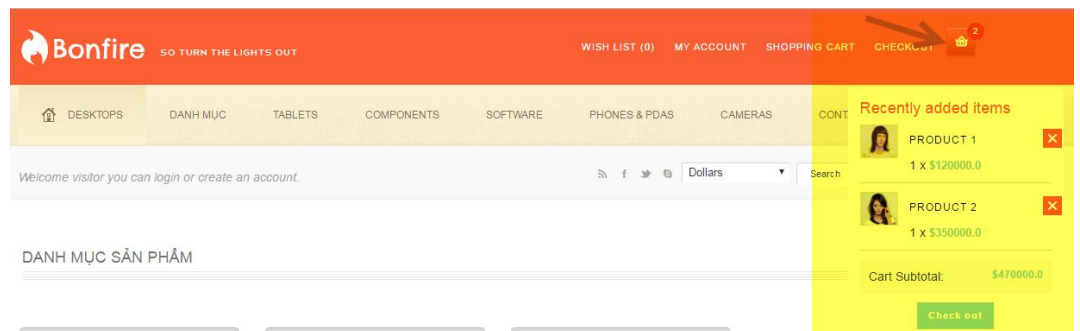 Bonfire SO TURN THE LIGHTS OUT
WISH LIST (0) MY ACCOUNT SHOPPING CART CHECKOUT 2
DESKTOPS DANH MỤC TABLETS COMPONENTS SOFTWARE PHONES & PDAS CAMERAS CONT
Welcome visitor you can login or create an account.
Dollars
Search
DANH MỤC SẢN PHẨM
Recently added items
PRODUCT 1
1 x $120000.0
PRODUCT 2
1 x $350000.0
Cart Subtotal: $470000.0
Check out